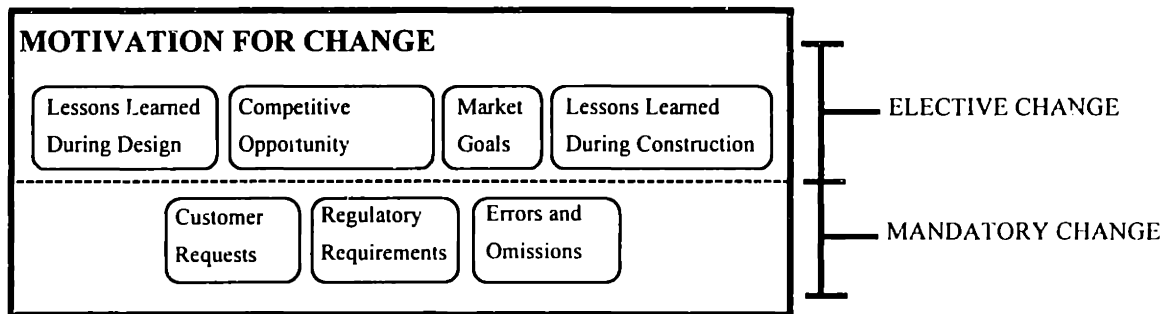 MOTIVATION FOR CHANGE
Lessons Learned
During Design
Competitive
Opportunity
Market
Goals
Lessons Learned
During Construction
ELECTIVE CHANGE
Customer
Requests
Regulatory
Requirements
Errors and
Omissions
MANDATORY CHANGE